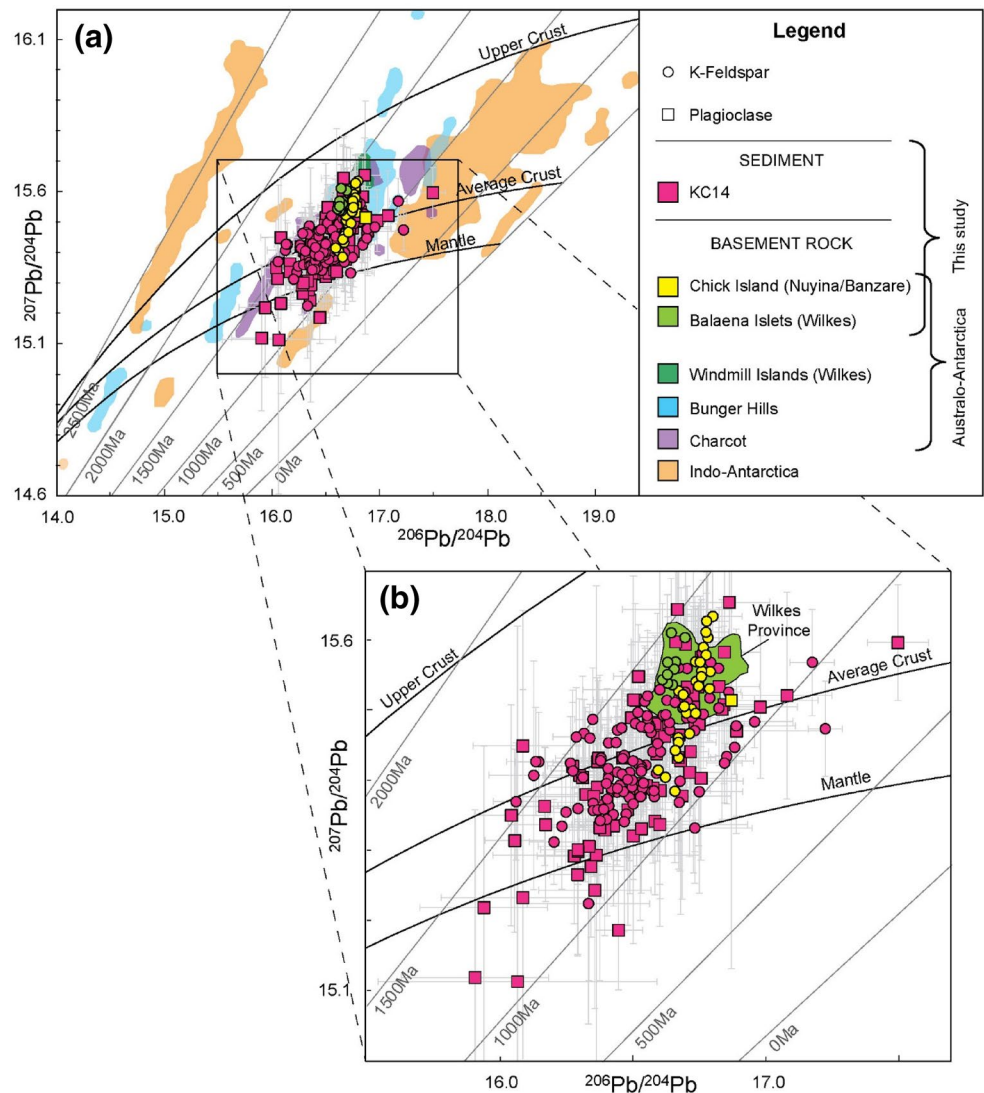 (a)
16.1
15.6
15.1
14.6
207Pb/204Pb
14.0
15.0
16.0
17.0
18.0
19.0
206Pb/204Pb
Upper Crust
Average Crust
Mantle
2500Ma
2000Ma
1500Ma
1000Ma
500Ma
0Ma
Legend
K-Feldspar
Plagioclase
SEDIMENT
KC14
BASEMENT ROCK
Chick Island (Nuyina/Banzare)
Balaena Islets (Wilkes)
Windmill Islands (Wilkes)
Bunger Hills
Charcot
Indo-Antarctica
This study
Australo-Antarctica
(b)
15.6
15.1
207Pb/204Pb
Upper Crust
Wilkes
Province
Average Crust
Mantle
2000Ma
1500Ma
1000Ma
500Ma
0Ma
16.0
17.0
206Pb/204Pb